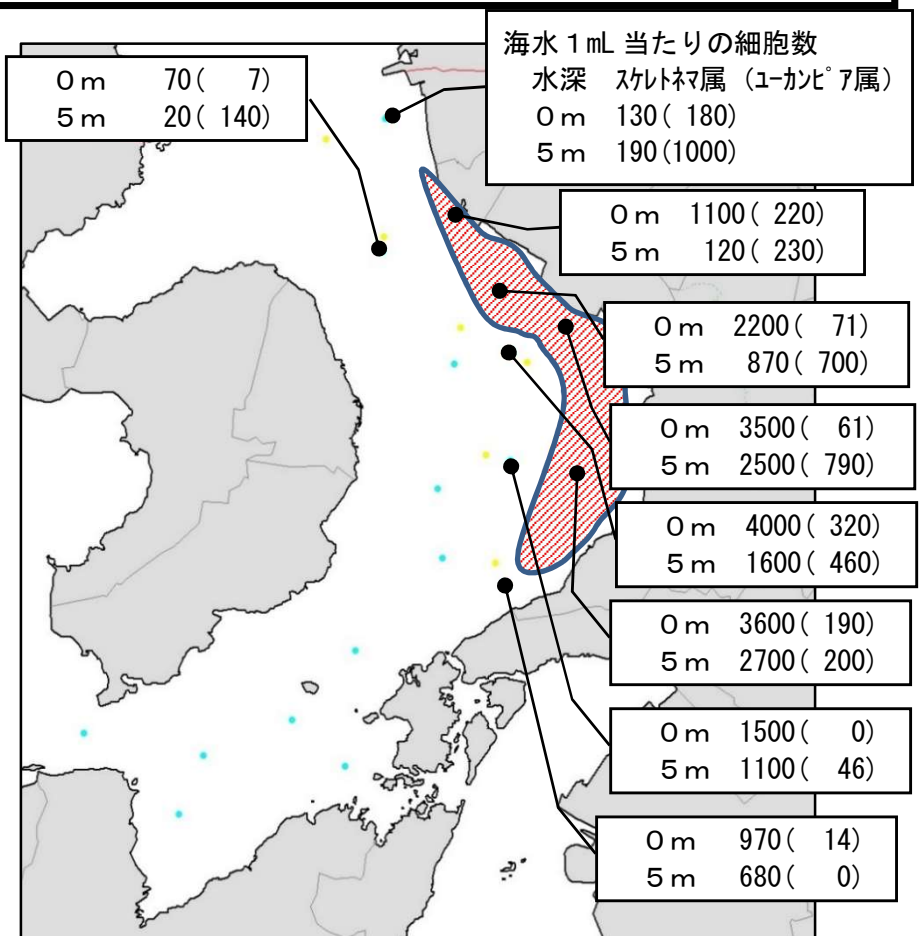 海水１mL 当たりの細胞数
水深 ｽｹﾚﾄﾈﾏ属 (ﾕｰｶﾝﾋﾟｱ属)
０ｍ 130( 180)
５ｍ 190(1000)
０ｍ 70( 7)
５ｍ 20( 140)
０ｍ 1100( 220)
５ｍ 120( 230)
０ｍ 2200( 71)
５ｍ 870( 700)
０ｍ 3500( 61)
５ｍ 2500( 790)
０ｍ 4000( 320)
５ｍ 1600( 460)
０ｍ 3600( 190)
５ｍ 2700( 200)
０ｍ 1500( 0)
５ｍ 1100( 46)
０ｍ 970( 14)
５ｍ 680( 0)